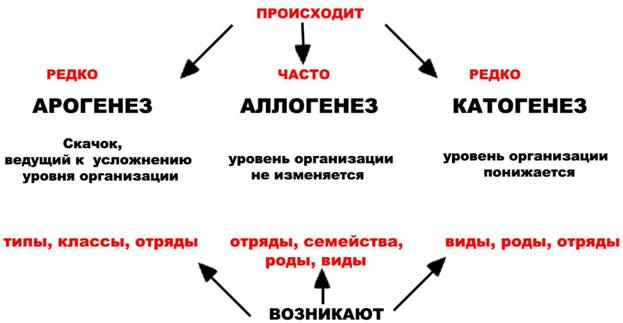 ПРОИСХОДИТ
РЕДКО
ЧАСТО
РЕДКО
АРОГЕНЕЗ
АЛЛОГЕНЕЗ
КАТОГЕНЕЗ
Скачок,
ведущий к усложнению
уровня организации
уровень организации
не изменяется
уровень организации
понижается
типы, классы, отряды
отряды, семейства,
роды, виды
виды, роды, отряды
ВОЗНИКАЮТ